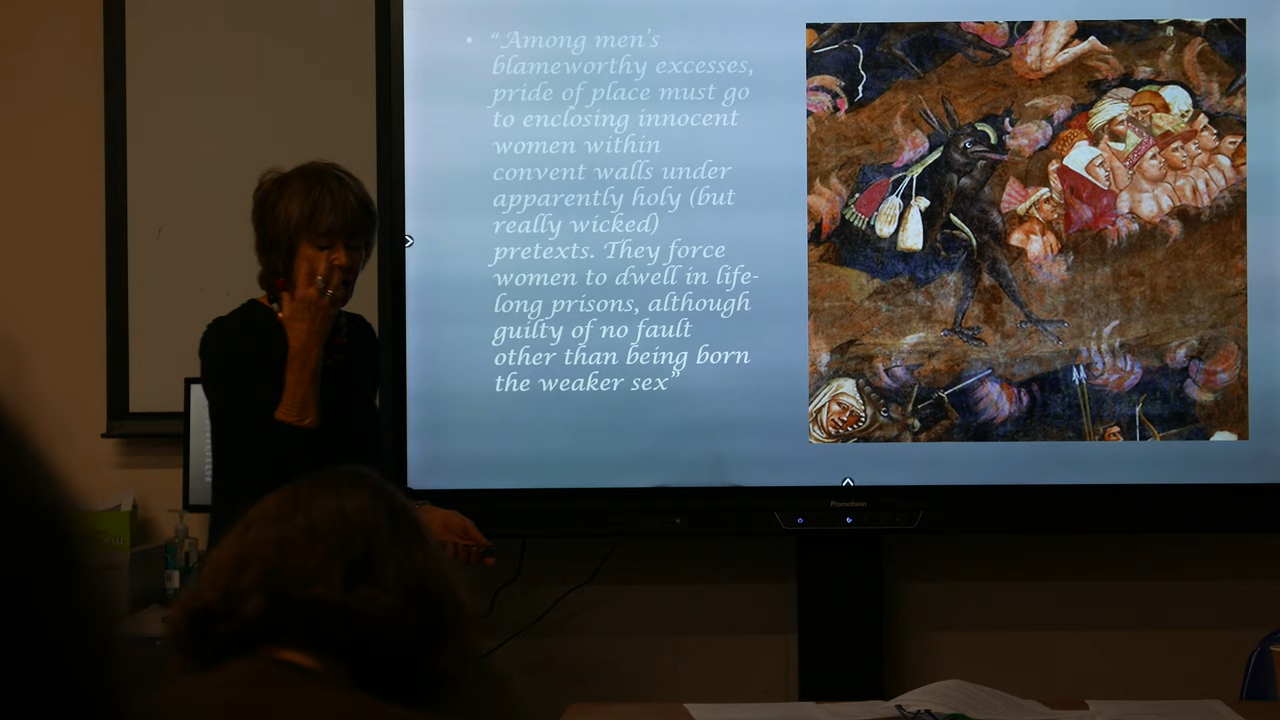 • “Among men’s
blameworthy excesses,
pride of place must go
to enclosing innocent
women within
convent walls under
apparently holy (but
really wicked)
pretexts. They force
women to dwell in life-
long prisons, although
guilty of no fault
other than being born
the weaker sex”
Promethean